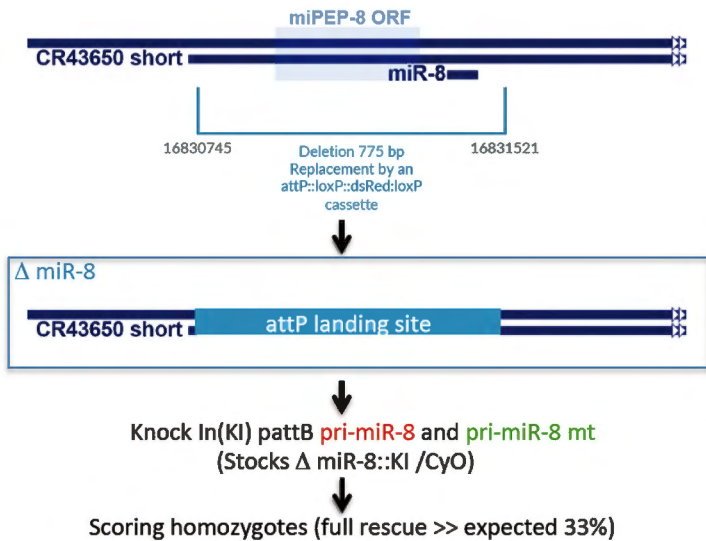 miPEP-8 ORF
CR43650 short
miR-8
16830745
16831521
Deletion 775 bp
Replacement by an
attP::loxP::dsRed:loxP
cassette
Δ miR-8
CR43650 short
attP landing site
Knock In(KI) pattB pri-miR-8 and pri-miR-8 mt
(Stocks Δ miR-8::KI /CyO)
Scoring homozygotes (full rescue >> expected 33%)